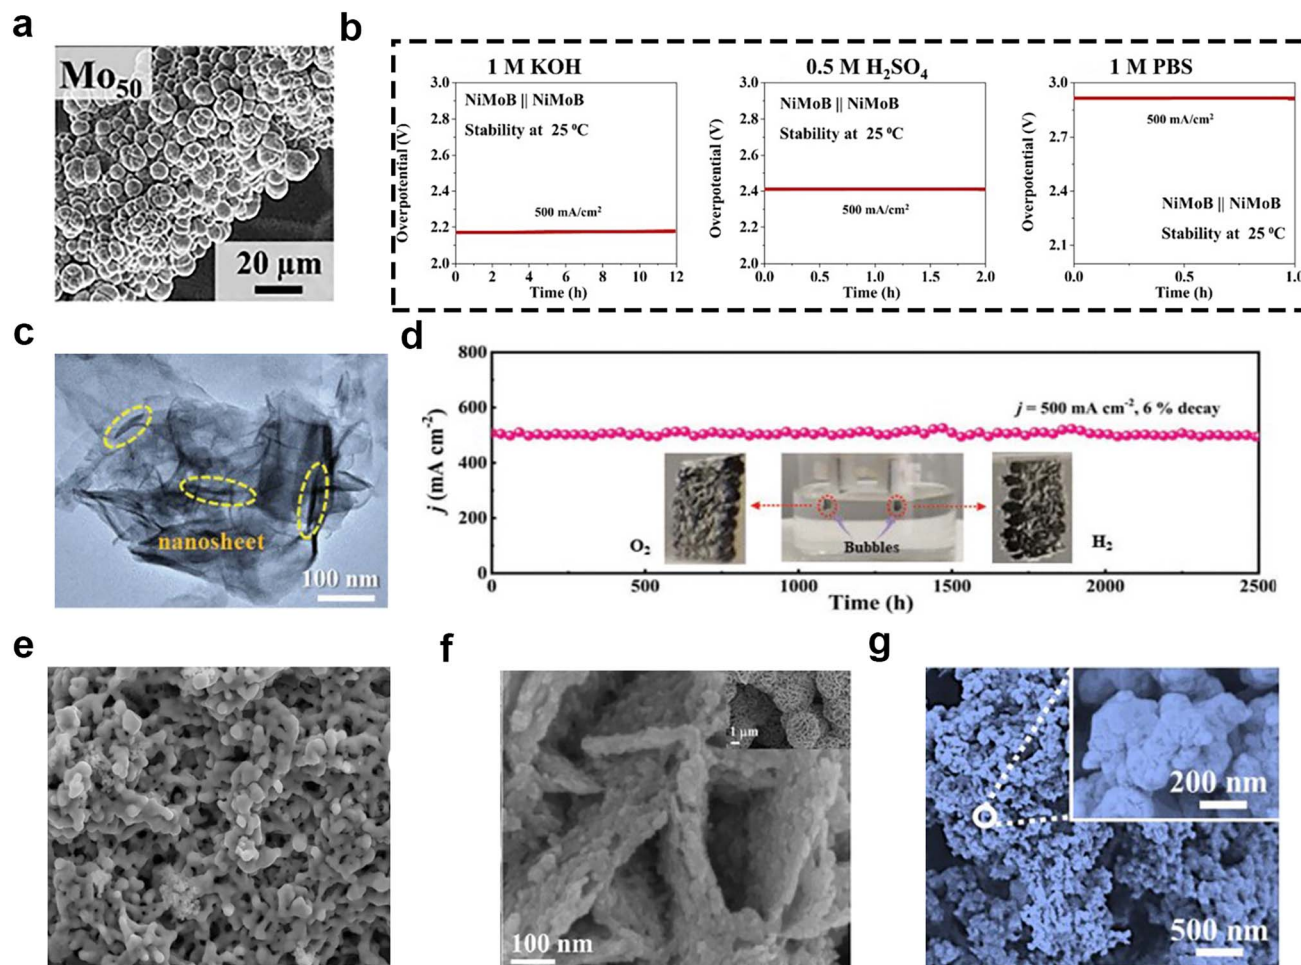 a
Mo50
20 μm
b
1 M KOH
NiMoB || NiMoB
Stability at 25 ⁰C
500 mA/cm²
Overpotential (V)
3.0
2.8
2.6
2.4
2.2
2.0
0 2 4 6 8 10 12
Time (h)
0.5 M H₂SO₄
NiMoB || NiMoB
Stability at 25 ⁰C
500 mA/cm²
Overpotential (V)
3.0
2.8
2.6
2.4
2.2
2.0
0.0 0.5 1.0 1.5 2.0
Time (h)
1 M PBS
500 mA/cm²
NiMoB || NiMoB
Stability at 25 ⁰C
Overpotential (V)
3.0
2.7
2.4
2.1
0.0 0.5 1.0
Time (h)
c
nanosheet
100 nm
d
j = 500 mA cm⁻², 6 % decay
O₂
Bubbles
H₂
j (mA cm⁻²)
800
600
400
200
0
0 500 1000 1500 2000 2500
Time (h)
e
f
1 μm
100 nm
g
200 nm
500 nm